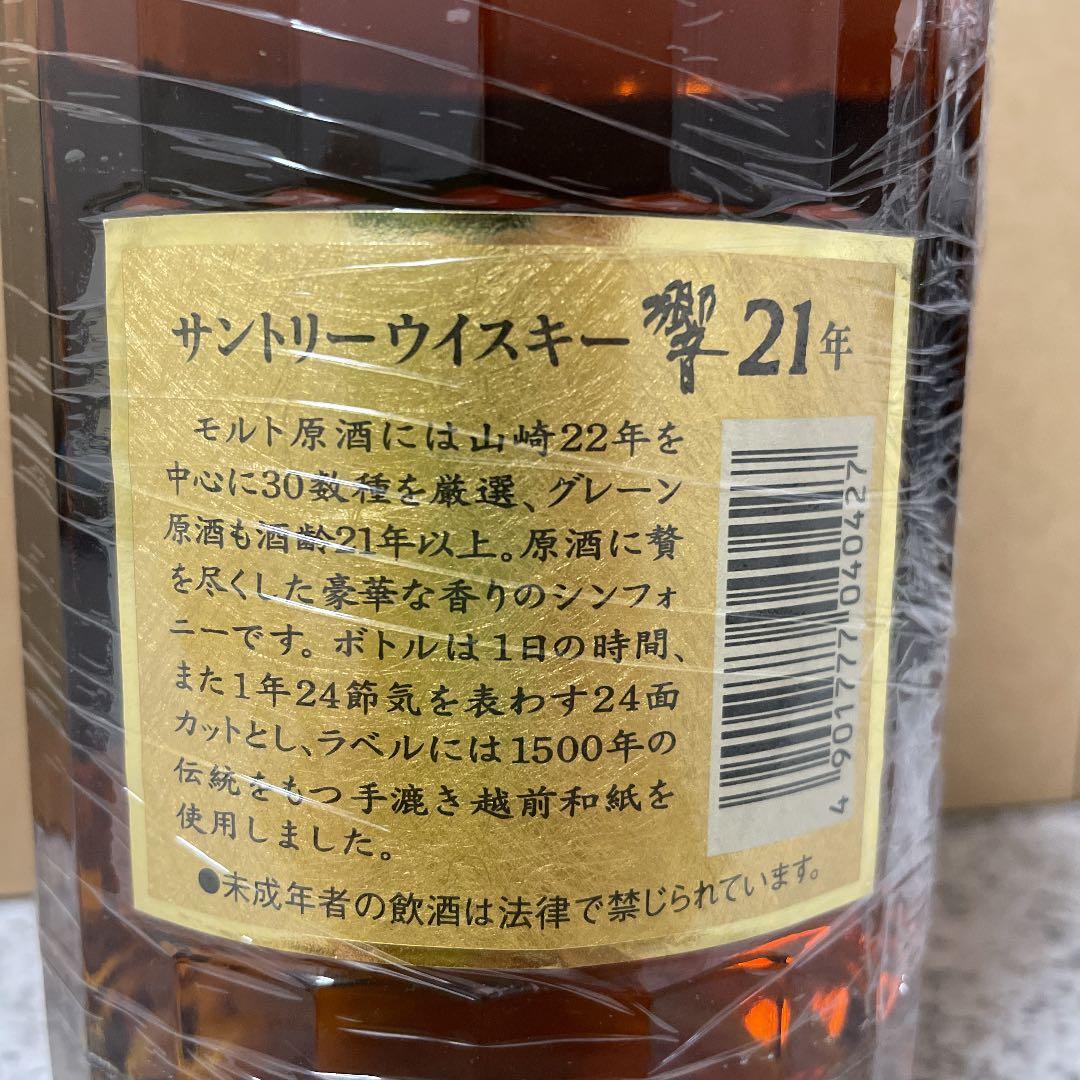 サントリーウイスキー 響 21年
モルト原酒には山崎22年を
中心に30数種を厳選、グレーン
原酒も酒齢21年以上。原酒に贅
を尽くした豪華な香りのシンフォ
ニーです。ボトルは1日の時間、
また1年24節気を表わす24面
カットとし、ラベルには1500年の
伝統をもつ手漉き越前和紙を
使用しました。
●未成年者の飲酒は法律で禁じられています。
4 901777 040427